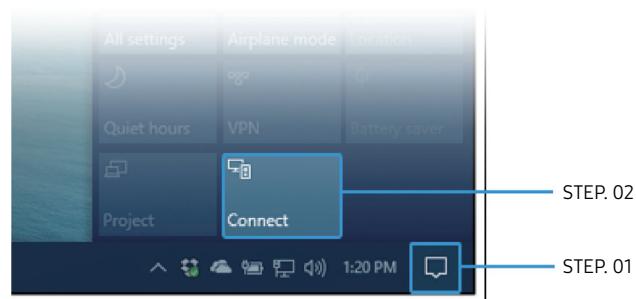 All settings Airplane mode Location
Quiet hours VPN Battery saver
Project Connect
STEP. 02
1:20 PM
STEP. 01